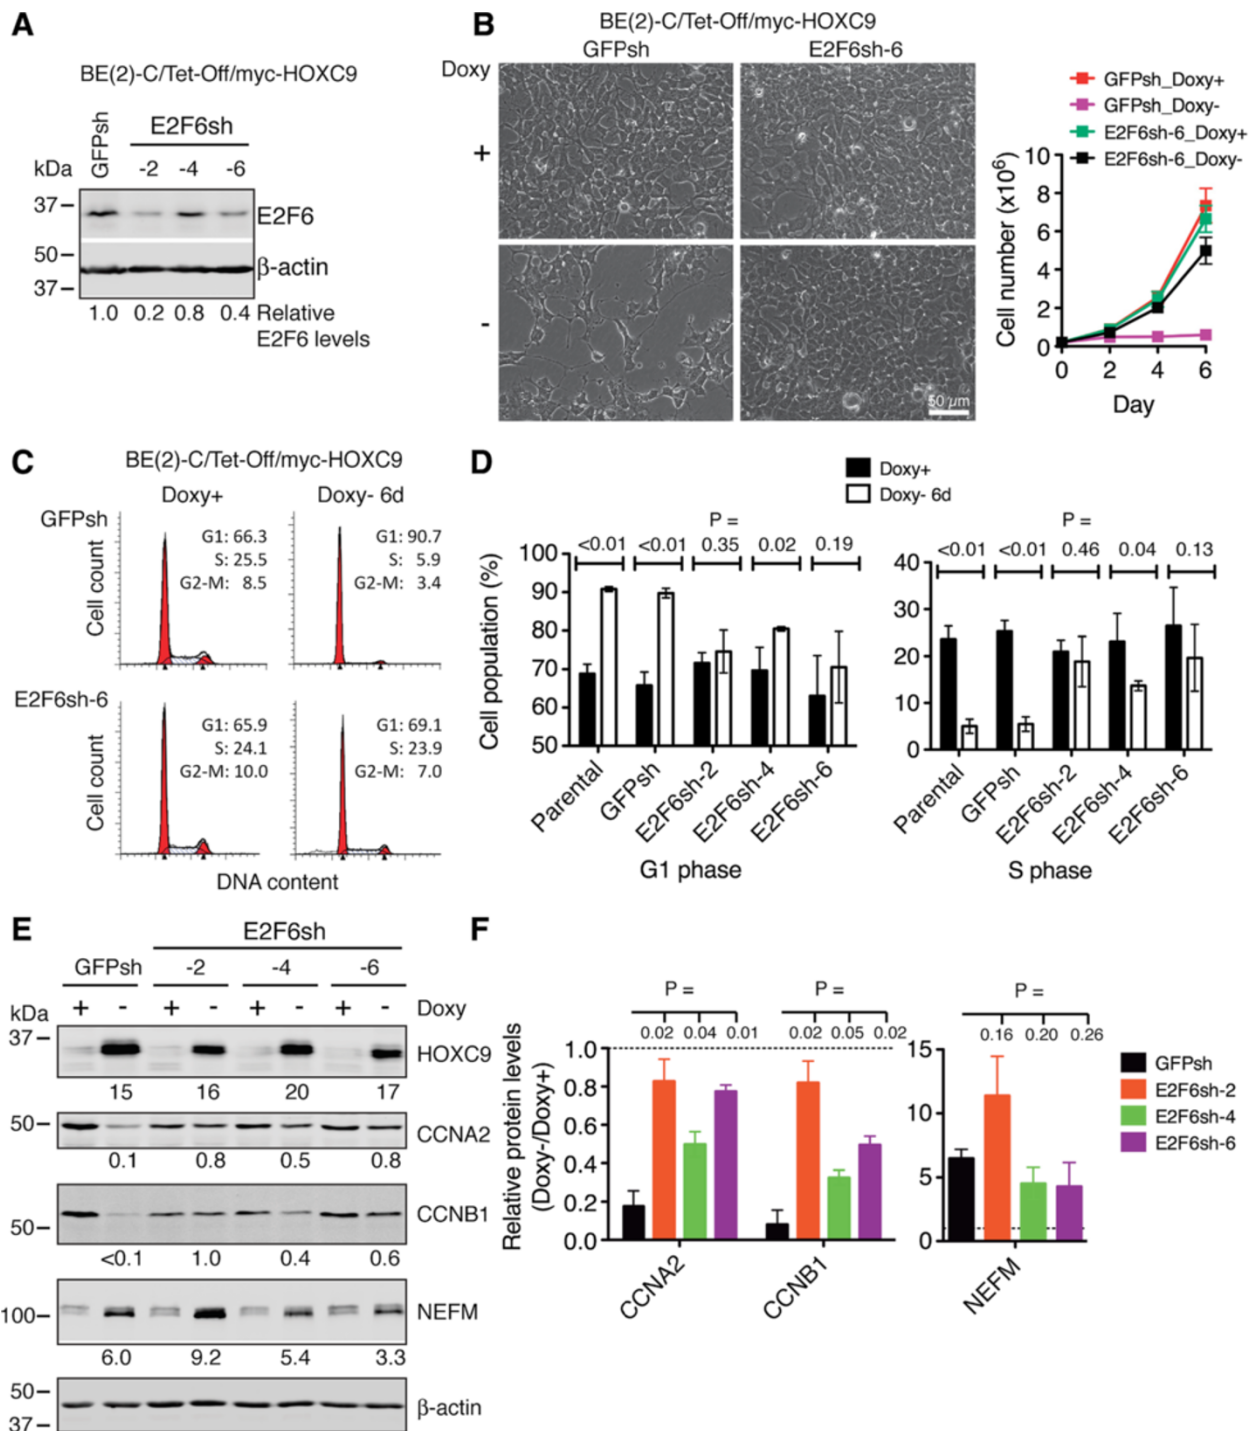 A
BE(2)-C/Tet-Off/myc-HOXC9
GFPsh
E2F6sh
kDa
-2 -4 -6
37
E2F6
50
β-actin
37
1.0 0.2 0.8 0.4 Relative
E2F6 levels
B
BE(2)-C/Tet-Off/myc-HOXC9
GFPsh E2F6sh-6
Doxy
+
-
50 µm
GFPsh_Doxy+
GFPsh_Doxy-
E2F6sh-6_Doxy+
E2F6sh-6_Doxy-
Cell number (x10⁶)
10
8
6
4
2
0
0 2 4 6
Day
C
BE(2)-C/Tet-Off/myc-HOXC9
Doxy+ Doxy- 6d
GFPsh
Cell count
G1: 66.3
S: 25.5
G2-M: 8.5
G1: 90.7
S: 5.9
G2-M: 3.4
E2F6sh-6
Cell count
G1: 65.9
S: 24.1
G2-M: 10.0
G1: 69.1
S: 23.9
G2-M: 7.0
DNA content
D
Doxy+
Doxy- 6d
P =
<0.01 <0.01 0.35 0.02 0.19
Cell population (%)
100
90
80
70
60
50
Parental
GFPsh
E2F6sh-2
E2F6sh-4
E2F6sh-6
G1 phase
P =
<0.01 <0.01 0.46 0.04 0.13
40
30
20
10
0
Parental
GFPsh
E2F6sh-2
E2F6sh-4
E2F6sh-6
S phase
E
E2F6sh
GFPsh -2 -4 -6
kDa
+ - + - + - + - Doxy
37
HOXC9
15 16 20 17
50
CCNA2
0.1 0.8 0.5 0.8
CCNB1
50
<0.1 1.0 0.4 0.6
100
NEFM
6.0 9.2 5.4 3.3
50
β-actin
37
F
P =
0.02 0.04 0.01
P =
0.02 0.05 0.02
Relative protein levels
(Doxy-/Doxy+)
1.0
0.8
0.6
0.4
0.2
0.0
CCNA2
CCNB1
P =
0.16 0.20 0.26
15
10
5
0
NEFM
GFPsh
E2F6sh-2
E2F6sh-4
E2F6sh-6